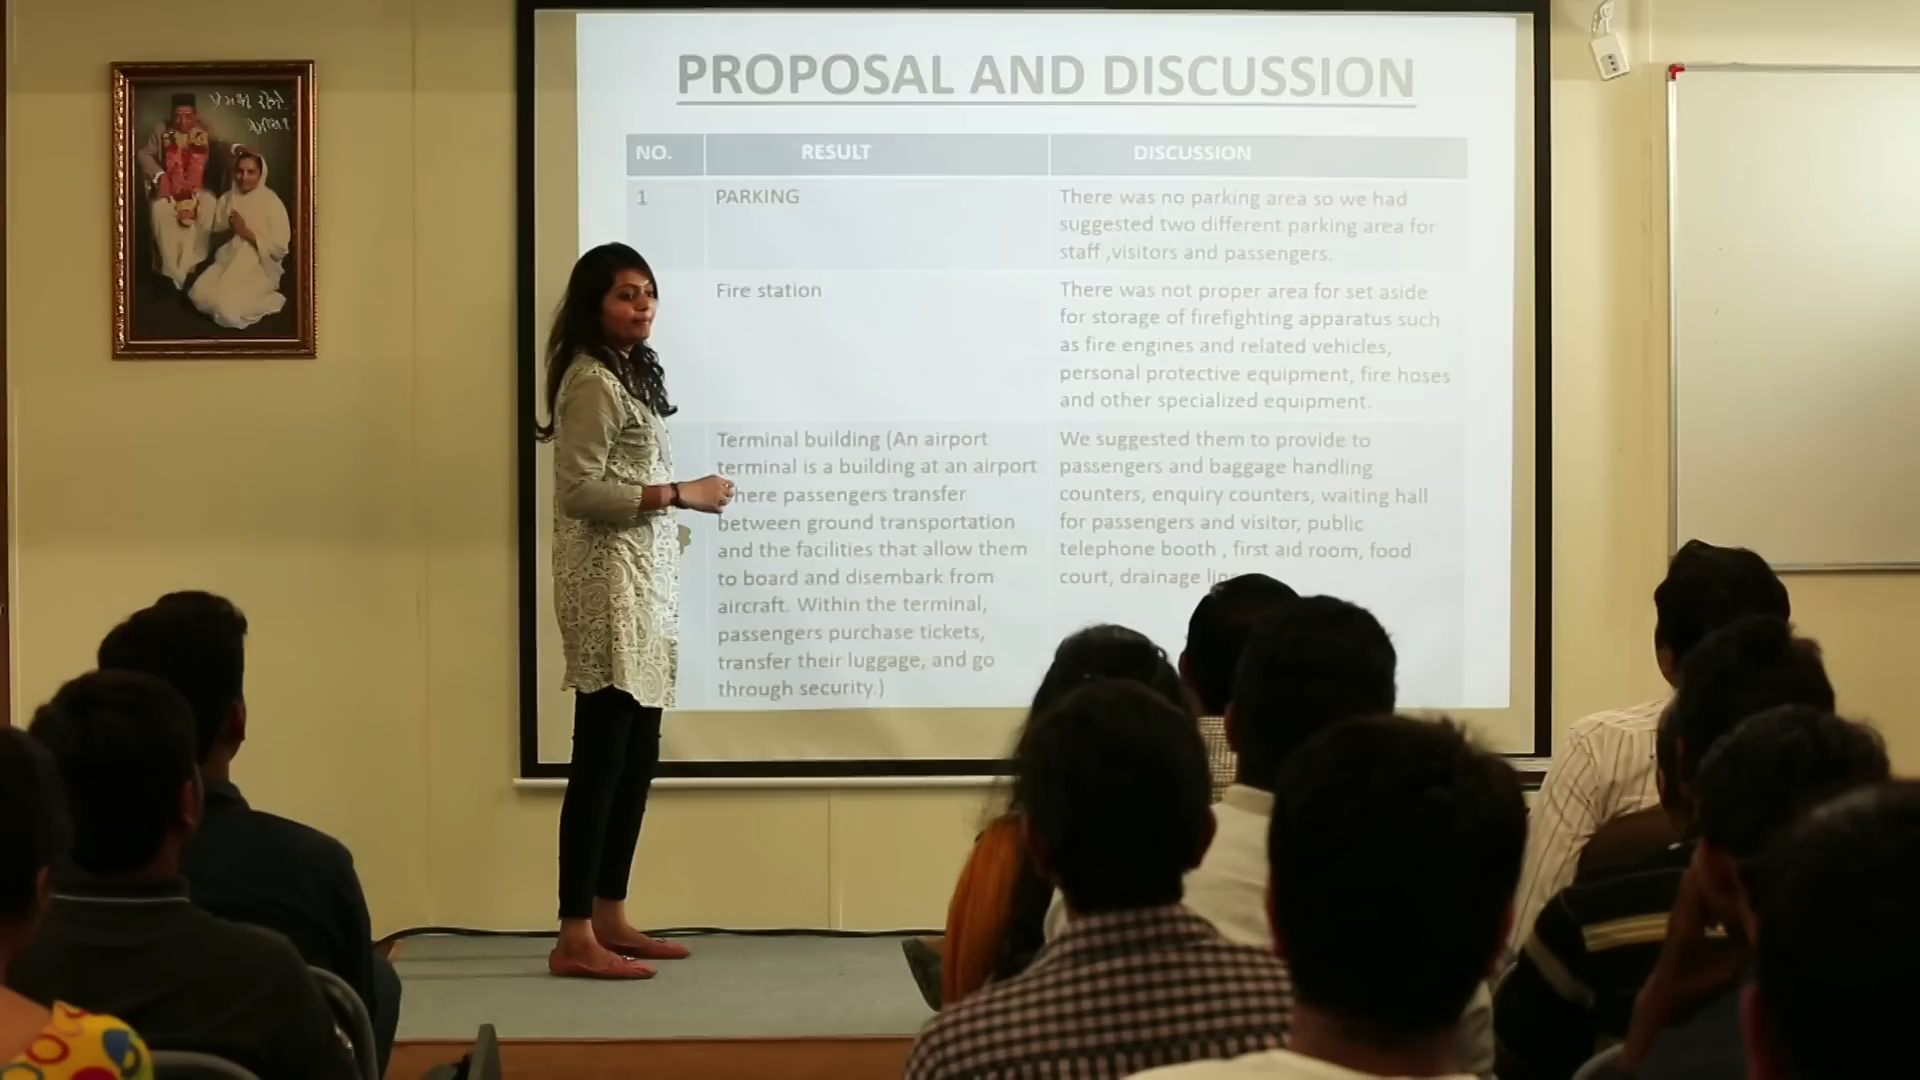 PROPOSAL AND DISCUSSION
NO. RESULT DISCUSSION
1 PARKING
There was no parking area so we had
suggested two different parking area for
staff ,visitors and passengers.
Fire station
There was not proper area for set aside
for storage of firefighting apparatus such
as fire engines and related vehicles,
personal protective equipment, fire hoses
and other specialized equipment.
Terminal building (An airport
terminal is a building at an airport
here passengers transfer
between ground transportation
and the facilities that allow them
to board and disembark from
aircraft. Within the terminal,
passengers purchase tickets,
transfer their luggage, and go
through security.)
We suggested them to provide to
passengers and baggage handling
counters, enquiry counters, waiting hall
for passengers and visitor, public
telephone booth , first aid room, food
court, drainage